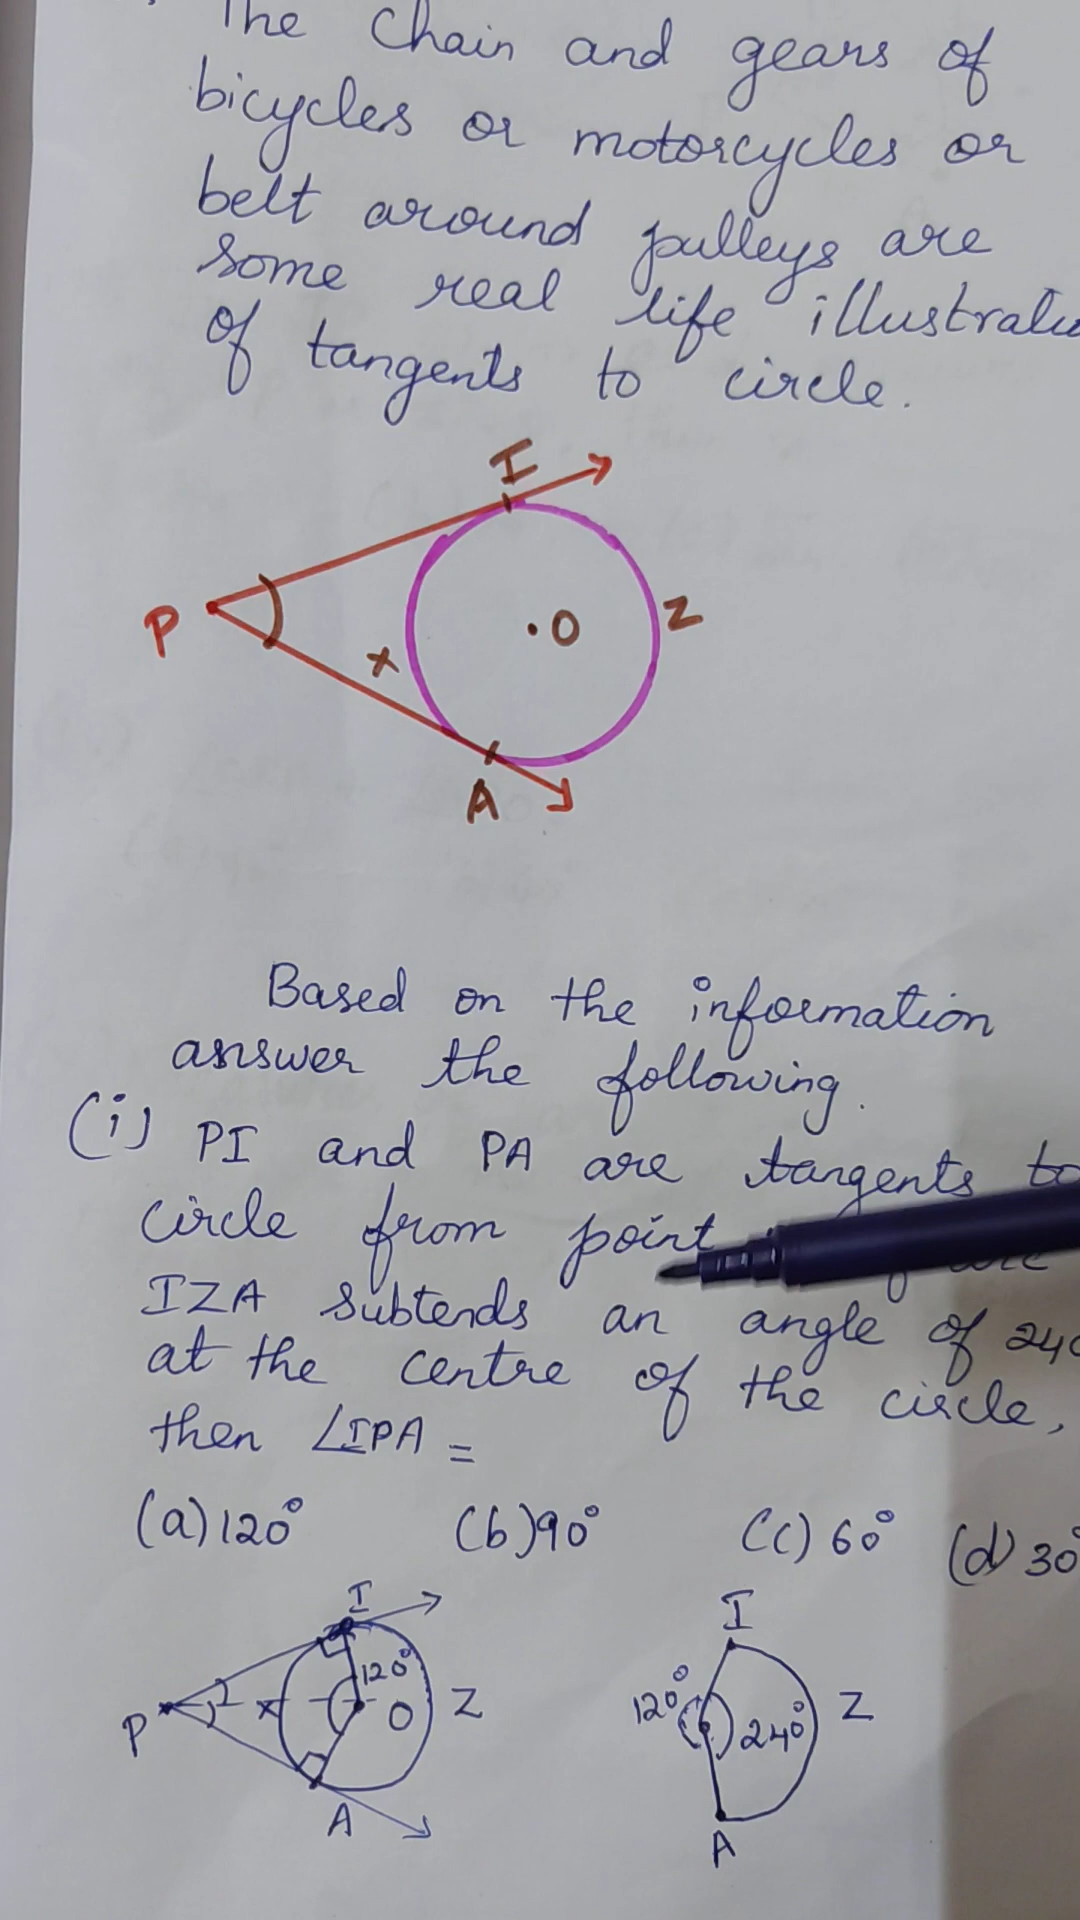 The chain and gears of
bicycles or motorcycles or
belt around pulleys are
some real life
of tangents to circle.
I
P
x
.O
Z
A
Based on the information
answer the following.
(i) PI and PA are tangents to
circle from point
IZA subtends an angle of
at the centre of the circle,
then ∠IPA =
(a) 120° (b) 90° (c) 60° (d) 30°
I
I
120°
P
x
O
Z
120°
240°
Z
A
A